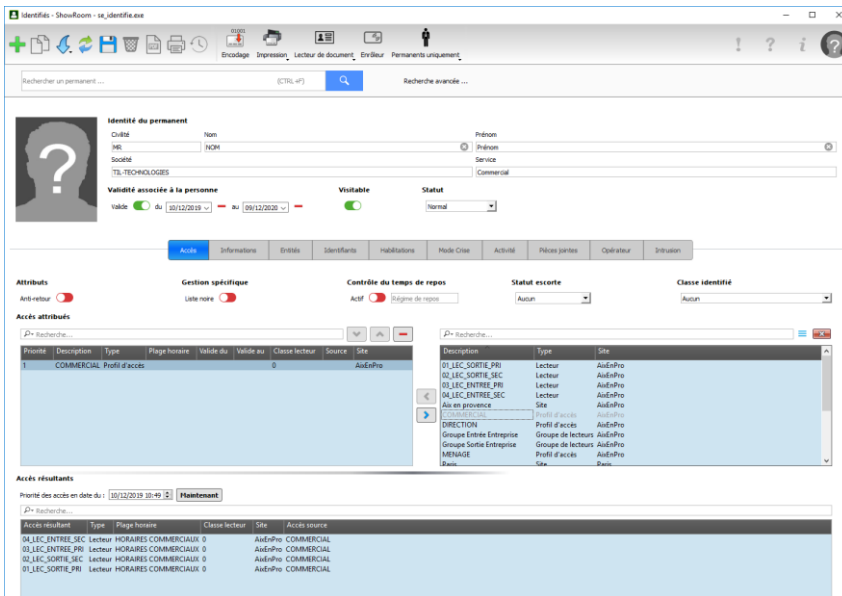 Identifiés - ShowRoom - se_identifie.exe
01001
Encodage Impression Lecteur de document Enrôleur Permanents uniquement
Rechercher un permanent ... (CTRL +F) Recherche avancée ...
Identité du permanent
Civilité Nom Prénom
MR NOM Prénom
Société Service
TIL-TECHNOLOGIES Commercial
Validité associée à la personne Visitable Statut
Valide du 10/12/2019 au 09/12/2020 Normal
Accès Informations Entités Identifiants Habilitations Mode Crise Activité Pièces jointes Opérateur Intrusion
Attributs Gestion spécifique Contrôle du temps de repos Statut escorte Classe identifié
Anti-retour Liste noire Actif Régime de repos Aucun Aucun
Accès attribués
Recherche... Recherche...
Priorité Description Type Plage horaire Valide du Valide au Classe lecteur Source Site
1 COMMERCIAL Profil d'accès 0 AixEnPro
Description Type Site
01_LEC_SORTIE_PRI Lecteur AixEnPro
02_LEC_SORTIE_SEC Lecteur AixEnPro
03_LEC_ENTREE_PRI Lecteur AixEnPro
04_LEC_ENTREE_SEC Lecteur AixEnPro
Aix en provence Site AixEnPro
COMMERCIAL Profil d'accès AixEnPro
DIRECTION Profil d'accès AixEnPro
Groupe Entrée Entreprise Groupe de lecteurs AixEnPro
Groupe Sortie Entreprise Groupe de lecteurs AixEnPro
MENAGE Profil d'accès AixEnPro
Paris Site Paris
Accès résultants
Priorité des accès en date du : 10/12/2019 10:49 Maintenant
Recherche...
Accès résultant Type Plage horaire Classe lecteur Site Accès source
04_LEC_ENTREE_SEC Lecteur HORAIRES COMMERCIAUX 0 AixEnPro COMMERCIAL
03_LEC_ENTREE_PRI Lecteur HORAIRES COMMERCIAUX 0 AixEnPro COMMERCIAL
02_LEC_SORTIE_SEC Lecteur HORAIRES COMMERCIAUX 0 AixEnPro COMMERCIAL
01_LEC_SORTIE_PRI Lecteur HORAIRES COMMERCIAUX 0 AixEnPro COMMERCIAL